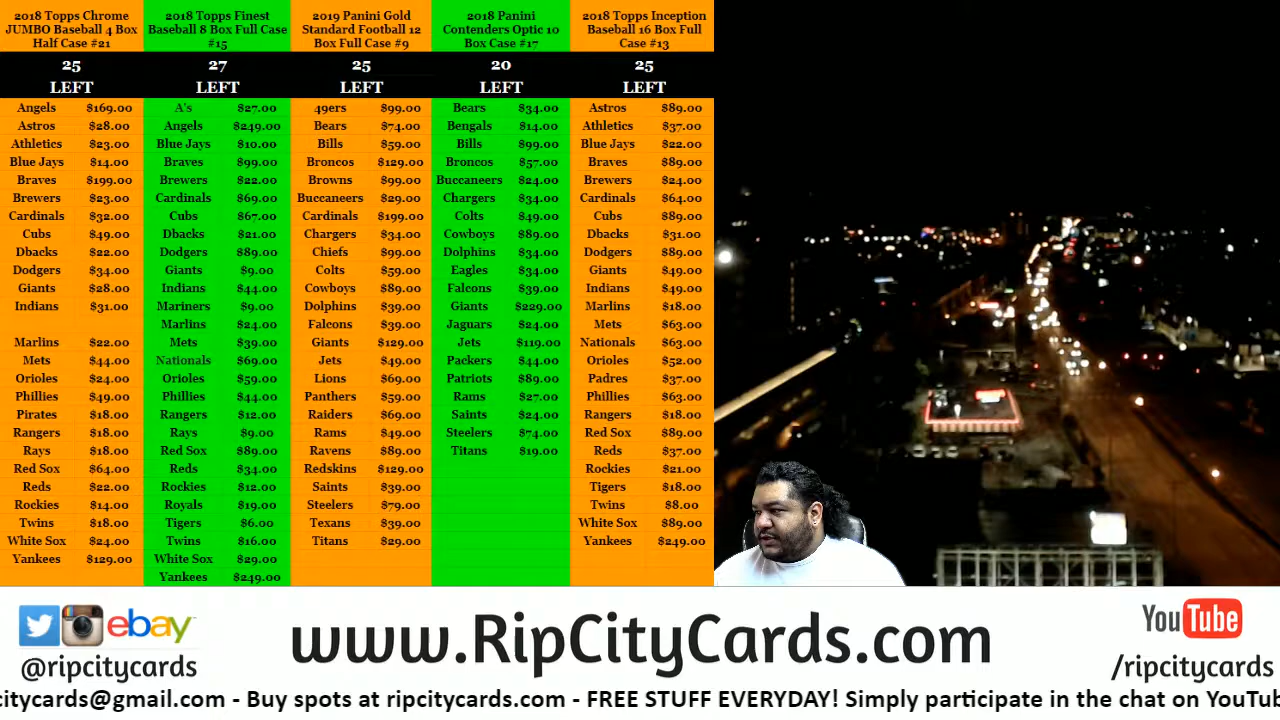 2018 Topps Chrome
JUMBO Baseball 4 Box
Half Case #21
25
LEFT
Angels $169.00
Astros $28.00
Athletics $23.00
Blue Jays $14.00
Braves $199.00
Brewers $23.00
Cardinals $32.00
Cubs $49.00
Dbacks $22.00
Dodgers $34.00
Giants $28.00
Indians $31.00
Marlins $22.00
Mets $44.00
Orioles $24.00
Phillies $49.00
Pirates $18.00
Rangers $18.00
Rays $18.00
Red Sox $64.00
Reds $22.00
Rockies $14.00
Twins $18.00
White Sox $24.00
Yankees $129.00
2018 Topps Finest
Baseball 8 Box Full Case
#15
27
LEFT
A's $27.00
Angels $249.00
Blue Jays $10.00
Braves $99.00
Brewers $22.00
Cardinals $69.00
Cubs $67.00
Dbacks $21.00
Dodgers $89.00
Giants $9.00
Indians $44.00
Mariners $9.00
Marlins $24.00
Mets $39.00
Nationals $69.00
Orioles $59.00
Phillies $44.00
Rangers $12.00
Rays $9.00
Red Sox $89.00
Reds $34.00
Rockies $12.00
Royals $19.00
Tigers $6.00
Twins $16.00
White Sox $29.00
Yankees $249.00
2019 Panini Gold
Standard Football 12
Box Full Case #9
25
LEFT
49ers $99.00
Bears $74.00
Bills $59.00
Broncos $129.00
Browns $99.00
Buccaneers $29.00
Cardinals $199.00
Chargers $34.00
Chiefs $99.00
Colts $59.00
Cowboys $89.00
Dolphins $39.00
Falcons $39.00
Giants $129.00
Jets $49.00
Lions $69.00
Panthers $59.00
Raiders $69.00
Rams $49.00
Ravens $89.00
Redskins $129.00
Saints $39.00
Steelers $79.00
Texans $39.00
Titans $29.00
2018 Panini
Contenders Optic 10
Box Case #17
20
LEFT
Bears $34.00
Bengals $14.00
Bills $99.00
Broncos $57.00
Buccaneers $24.00
Chargers $34.00
Colts $49.00
Cowboys $89.00
Dolphins $34.00
Eagles $34.00
Falcons $39.00
Giants $229.00
Jaguars $24.00
Jets $119.00
Packers $44.00
Patriots $89.00
Rams $27.00
Saints $24.00
Steelers $74.00
Titans $19.00
2018 Topps Inception
Baseball 16 Box Full
Case #13
25
LEFT
Astros $89.00
Athletics $37.00
Blue Jays $22.00
Braves $89.00
Brewers $24.00
Cardinals $64.00
Cubs $89.00
Dbacks $31.00
Dodgers $89.00
Giants $49.00
Indians $49.00
Marlins $18.00
Mets $63.00
Nationals $63.00
Orioles $52.00
Padres $37.00
Phillies $63.00
Rangers $18.00
Red Sox $89.00
Reds $37.00
Rockies $21.00
Tigers $18.00
Twins $8.00
White Sox $89.00
Yankees $249.00
ebay
@ripcitycards
www.RipCityCards.com
YouTube
/ripcitycards
citycards@gmail.com - Buy spots at ripcitycards.com - FREE STUFF EVERYDAY! Simply participate in the chat on YouTub